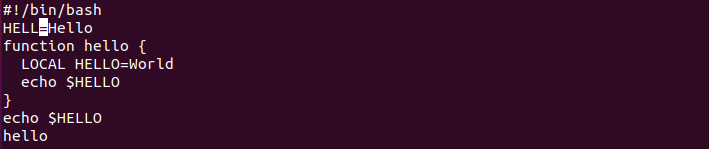 #!/bin/bash
HELL=Hello
function hello {
  LOCAL HELLO=World
  echo $HELLO
}
echo $HELLO
hello